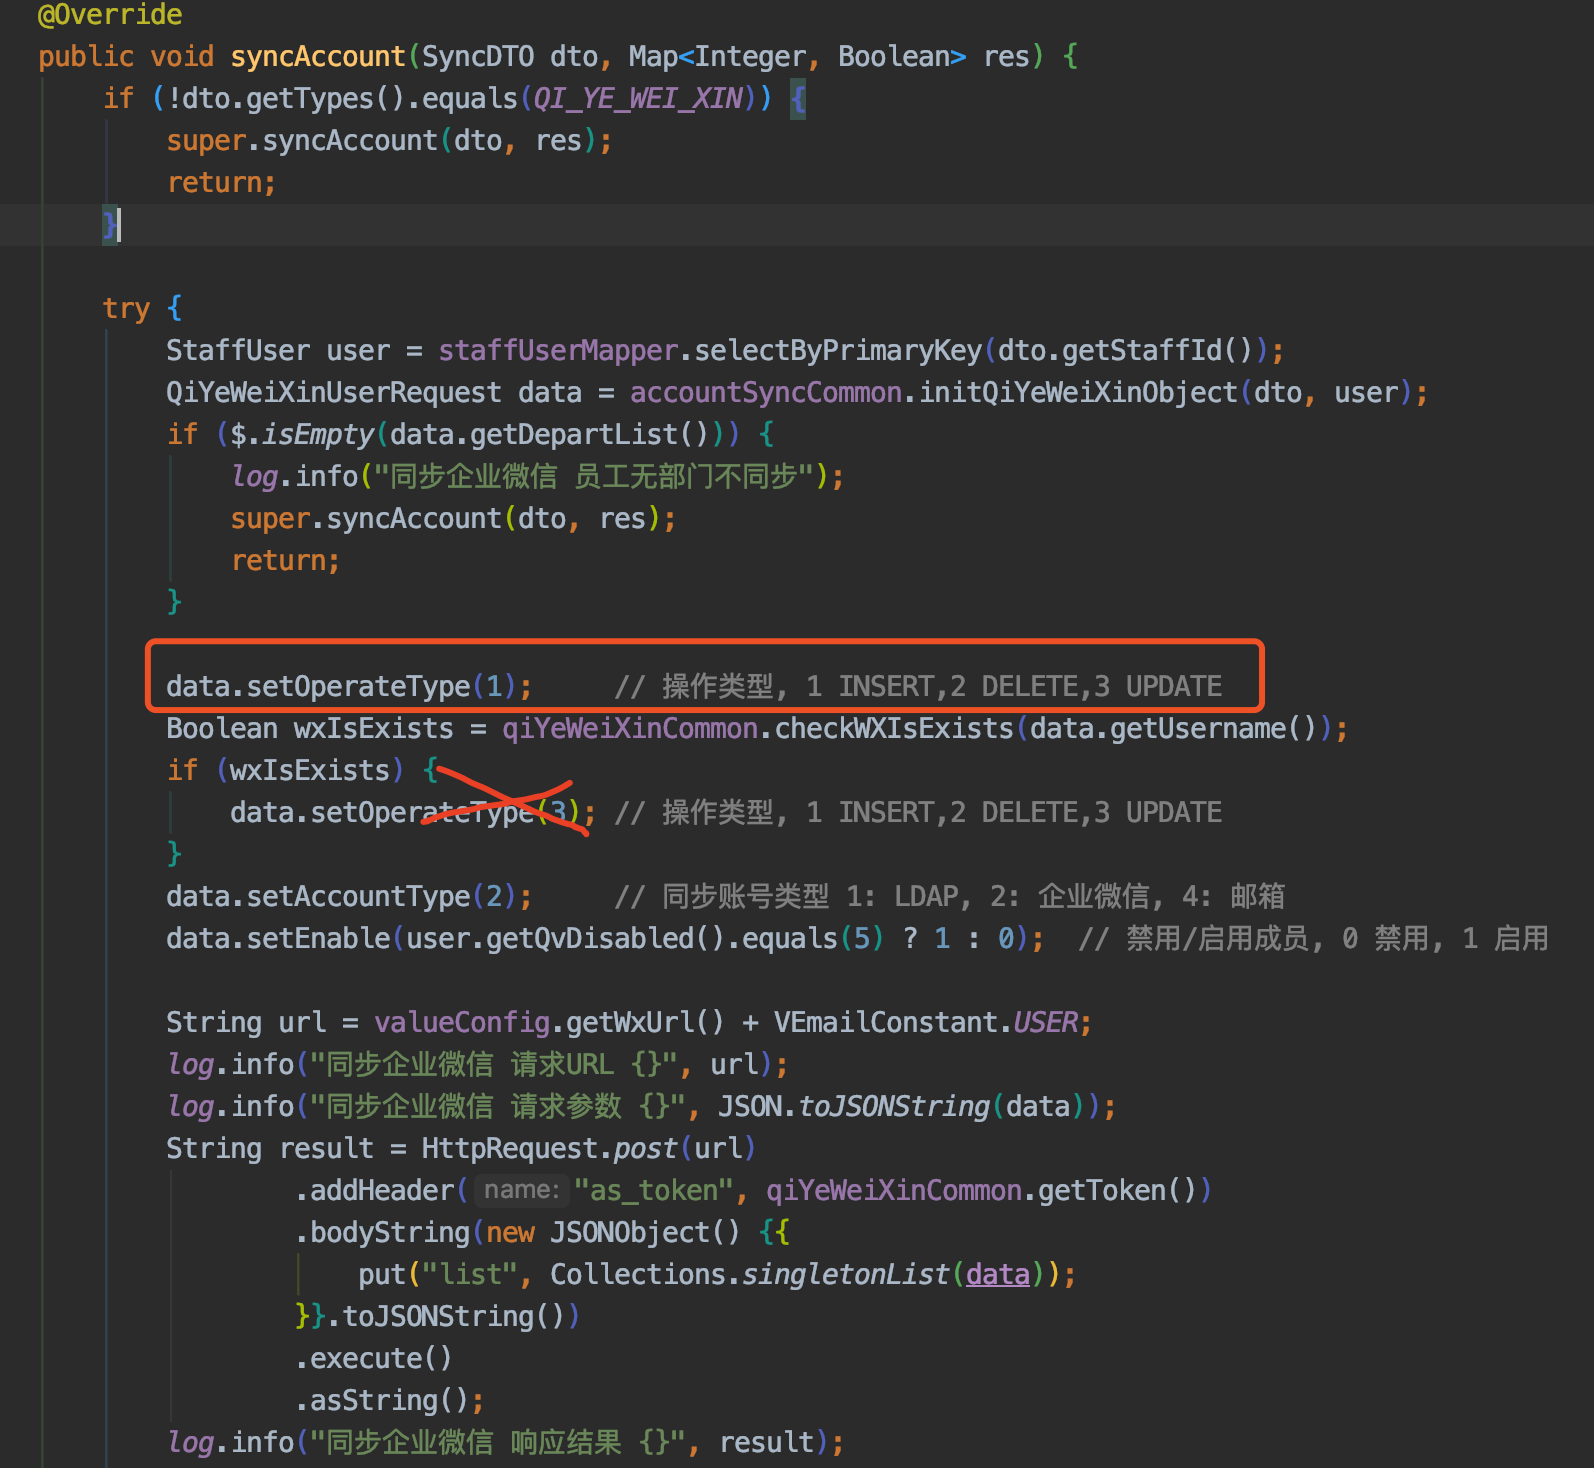 @Override
public void syncAccount(SyncDTO dto, Map<Integer, Boolean> res) {
if (!dto.getTypes().equals(QI_YE_WEI_XIN)) {
super.syncAccount(dto, res);
return;
}
try {
StaffUser user = staffUserMapper.selectByPrimaryKey(dto.getStaffId());
QiYeWeiXinUserRequest data = accountSyncCommon.initQiYeWeiXinObject(dto, user);
if ($.isEmpty(data.getDepartList())) {
log.info("同步企业微信 员工无部门不同步");
super.syncAccount(dto, res);
return;
}
data.setOperateType(1); // 操作类型, 1 INSERT,2 DELETE,3 UPDATE
Boolean wxIsExists = qiYeWeiXinCommon.checkWXIsExists(data.getUsername());
if (wxIsExists) {
data.setOperateType(3); // 操作类型, 1 INSERT,2 DELETE,3 UPDATE
}
data.setAccountType(2); // 同步账号类型 1: LDAP, 2: 企业微信, 4: 邮箱
data.setEnable(user.getQvDisabled().equals(5) ? 1 : 0); // 禁用/启用成员, 0 禁用, 1 启用
String url = valueConfig.getWxUrl() + VEmailConstant.USER;
log.info("同步企业微信 请求URL {}", url);
log.info("同步企业微信 请求参数 {}", JSON.toJSONString(data));
String result = HttpRequest.post(url)
.addHeader( name: "as_token", qiYeWeiXinCommon.getToken())
.bodyString(new JSONObject() {{
put("list", Collections.singletonList(data));
}}.toJSONString())
.execute()
.asString();
log.info("同步企业微信 响应结果 {}", result);